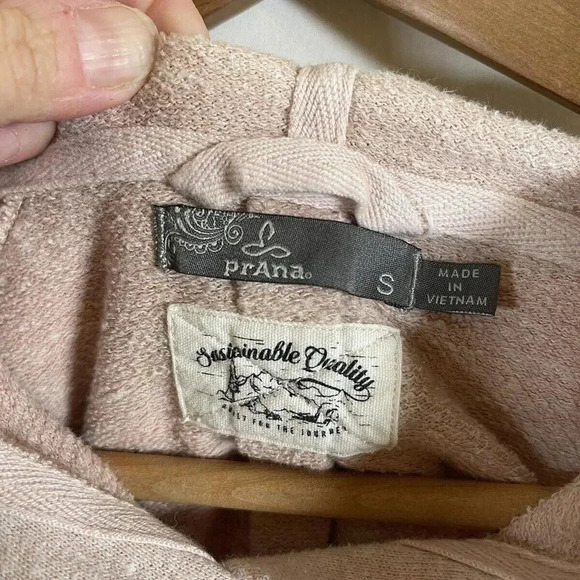 prAna
S
MADE
IN
VIETNAM
Sustainable Quality
BUILT FOR THE JOURNEY